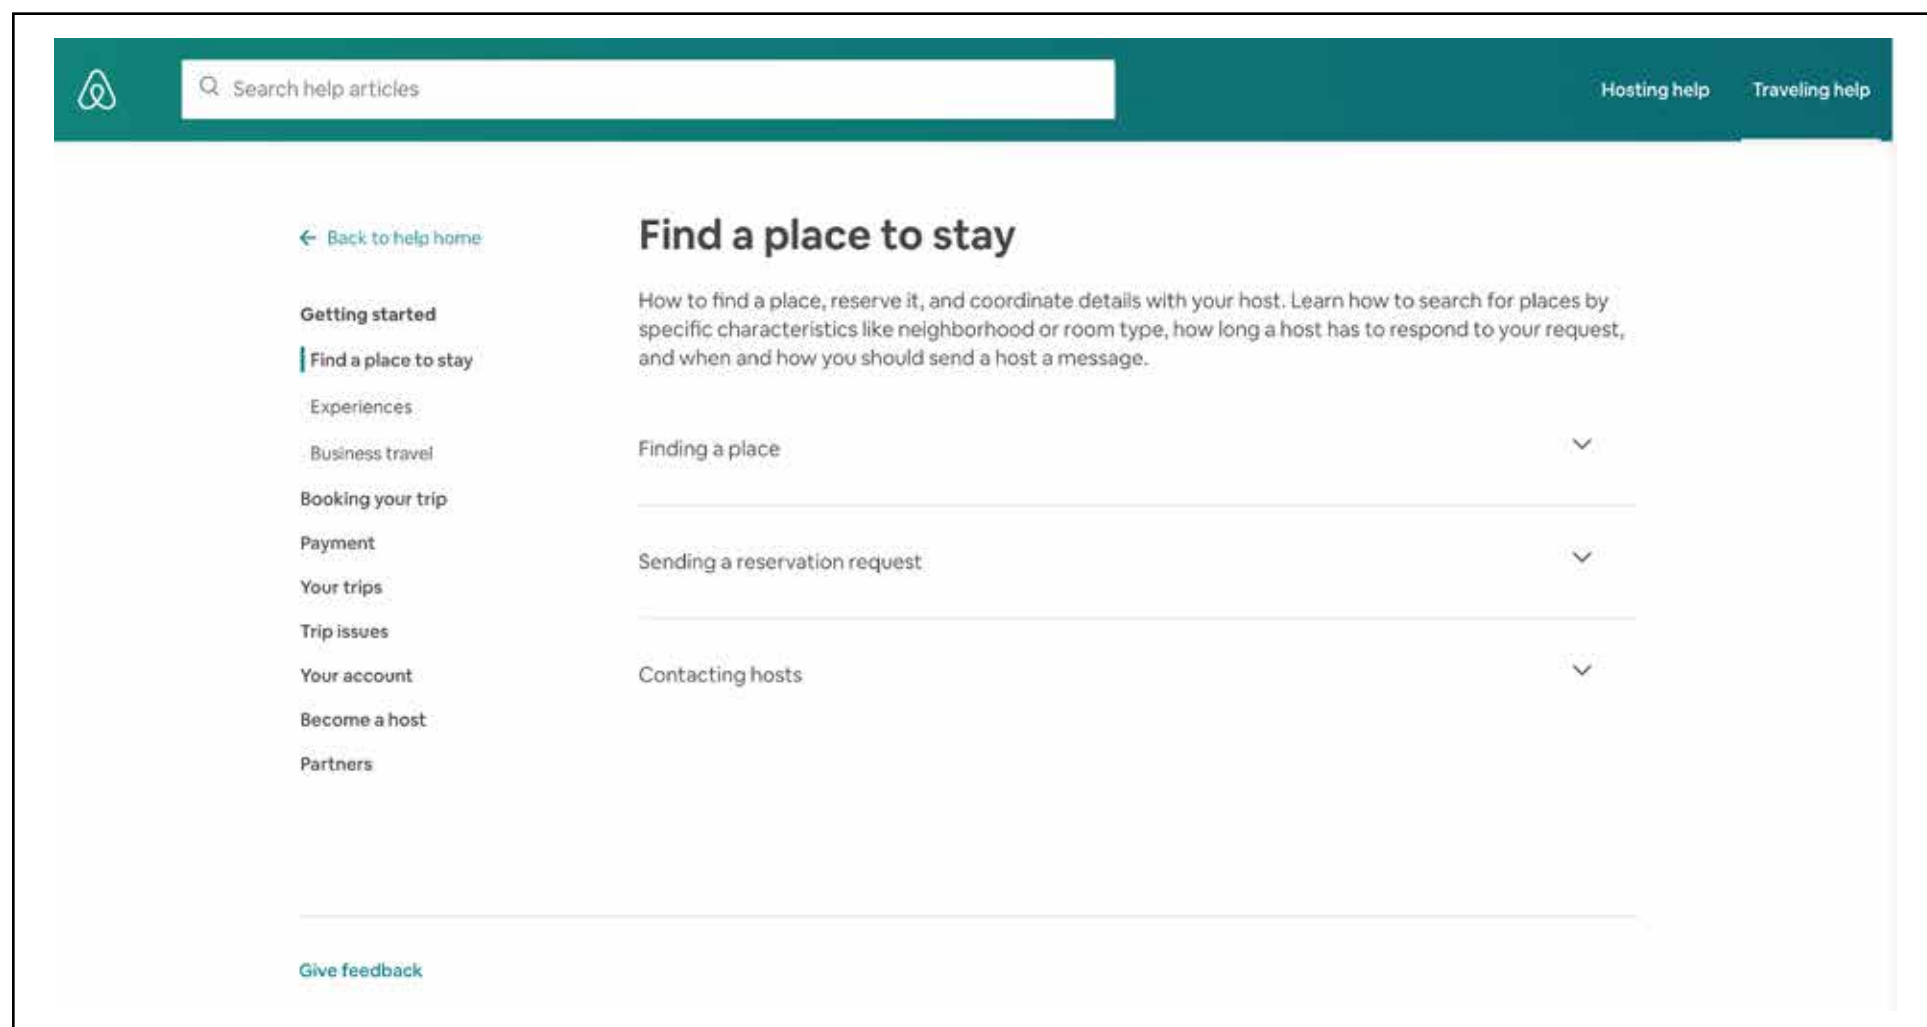 Search help articles
Hosting help
Traveling help
Back to help home
Getting started
Find a place to stay
Experiences
Business travel
Booking your trip
Payment
Your trips
Trip issues
Your account
Become a host
Partners
Find a place to stay
How to find a place, reserve it, and coordinate details with your host. Learn how to search for places by
specific characteristics like neighborhood or room type, how long a host has to respond to your request,
and when and how you should send a host a message.
Finding a place
Sending a reservation request
Contacting hosts
Give feedback